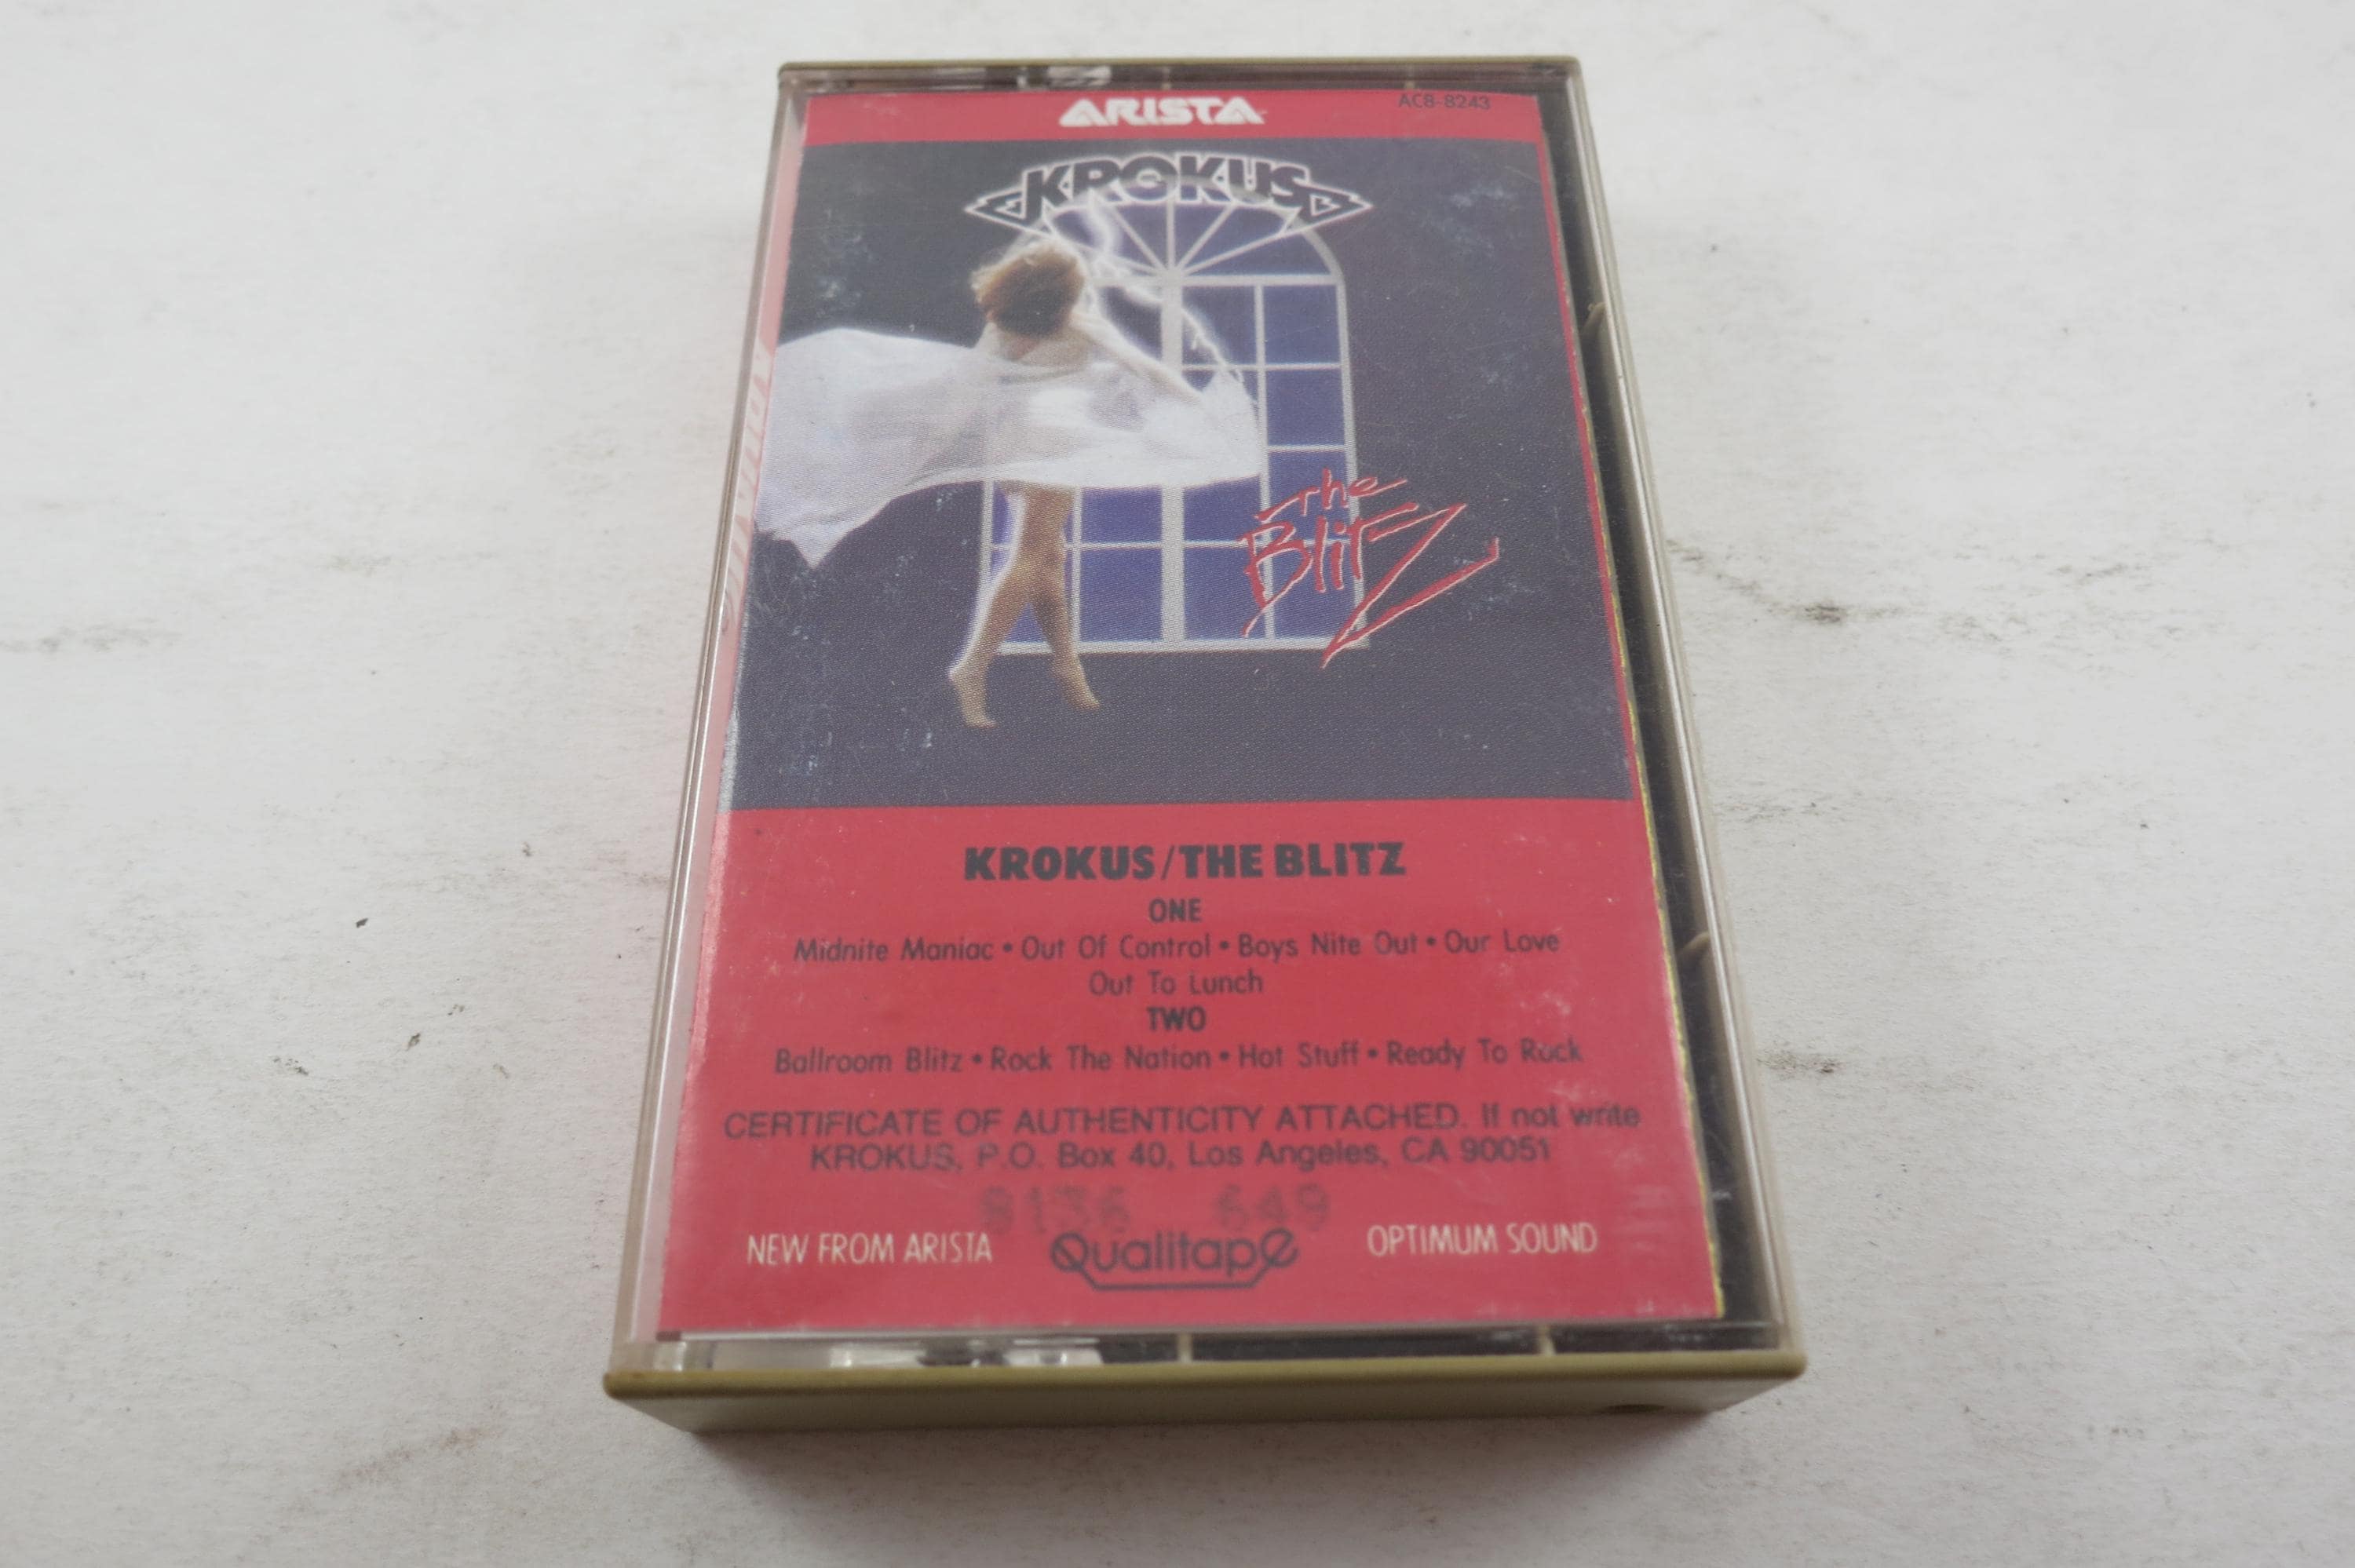 ARISTA
AC8-8243
KROKUS
The
Blitz
KROKUS/THE BLITZ
ONE
Midnite Maniac • Out Of Control • Boys Nite Out • Our Love
Out To Lunch
TWO
Ballroom Blitz • Rock The Nation • Hot Stuff • Ready To Rock
CERTIFICATE OF AUTHENTICITY ATTACHED. If not write
KROKUS, P.O. Box 40, Los Angeles, CA 90051
8136 649
NEW FROM ARISTA Qualitape OPTIMUM SOUND